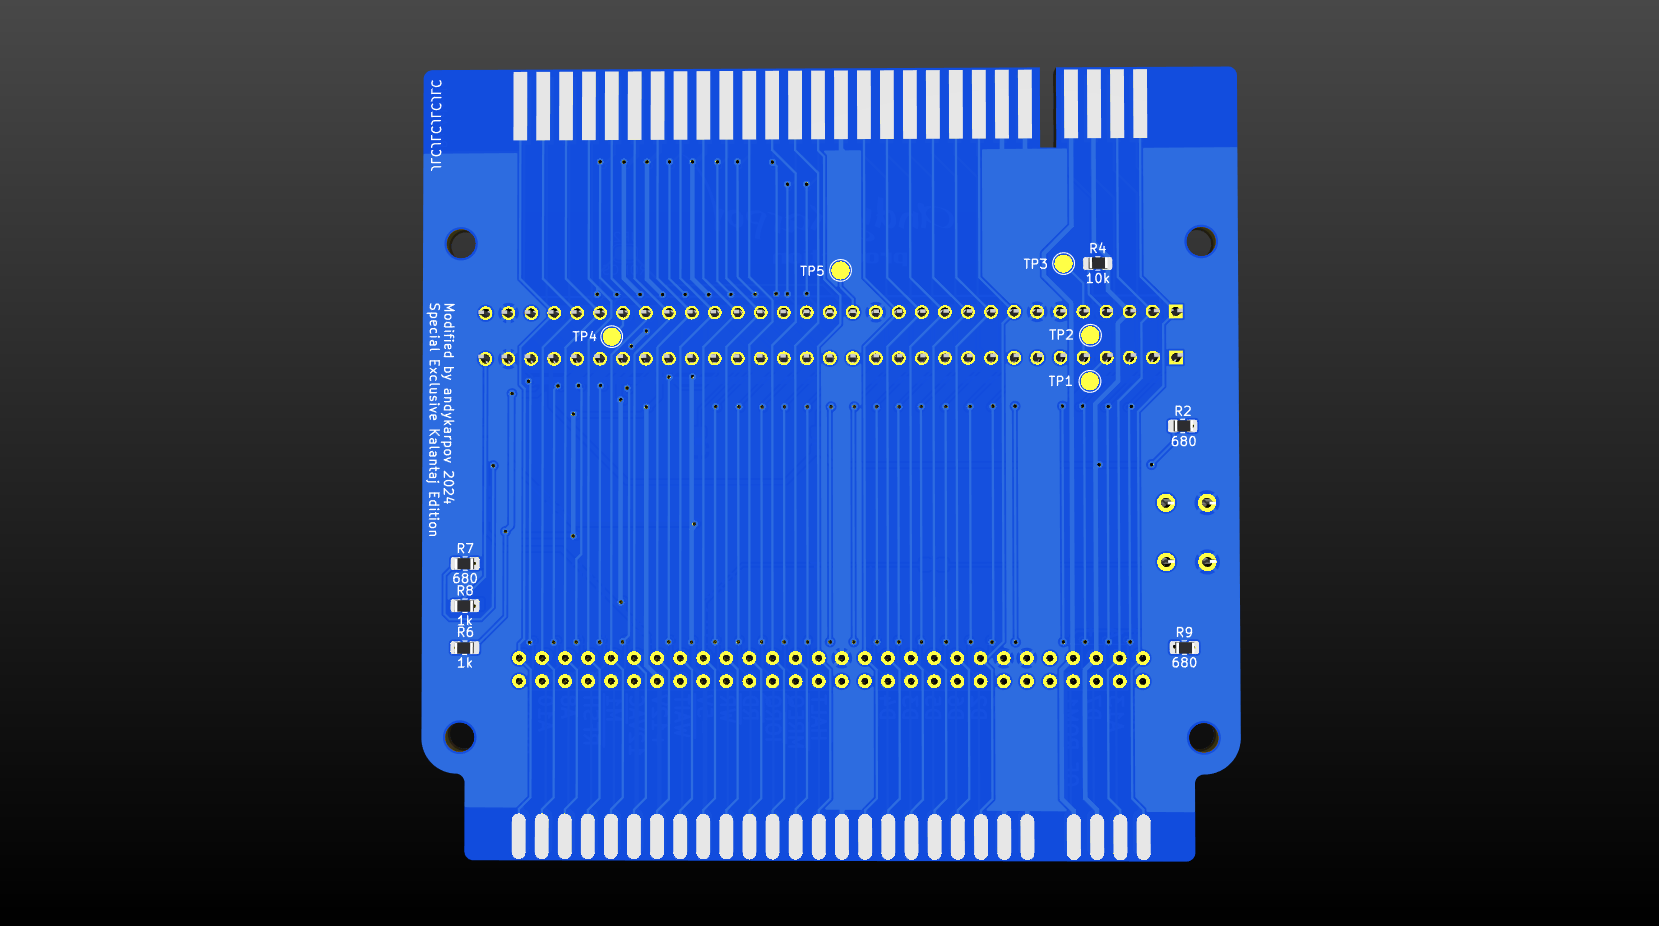 JLCJLCJLCJLC
TP5
TP3
R4
10k
TP4
TP2
TP1
Modified by andykarpov 2024
Special Exclusive Kalantaj Edition
R2
680
R7
680
R8
1k
R6
1k
R9
680